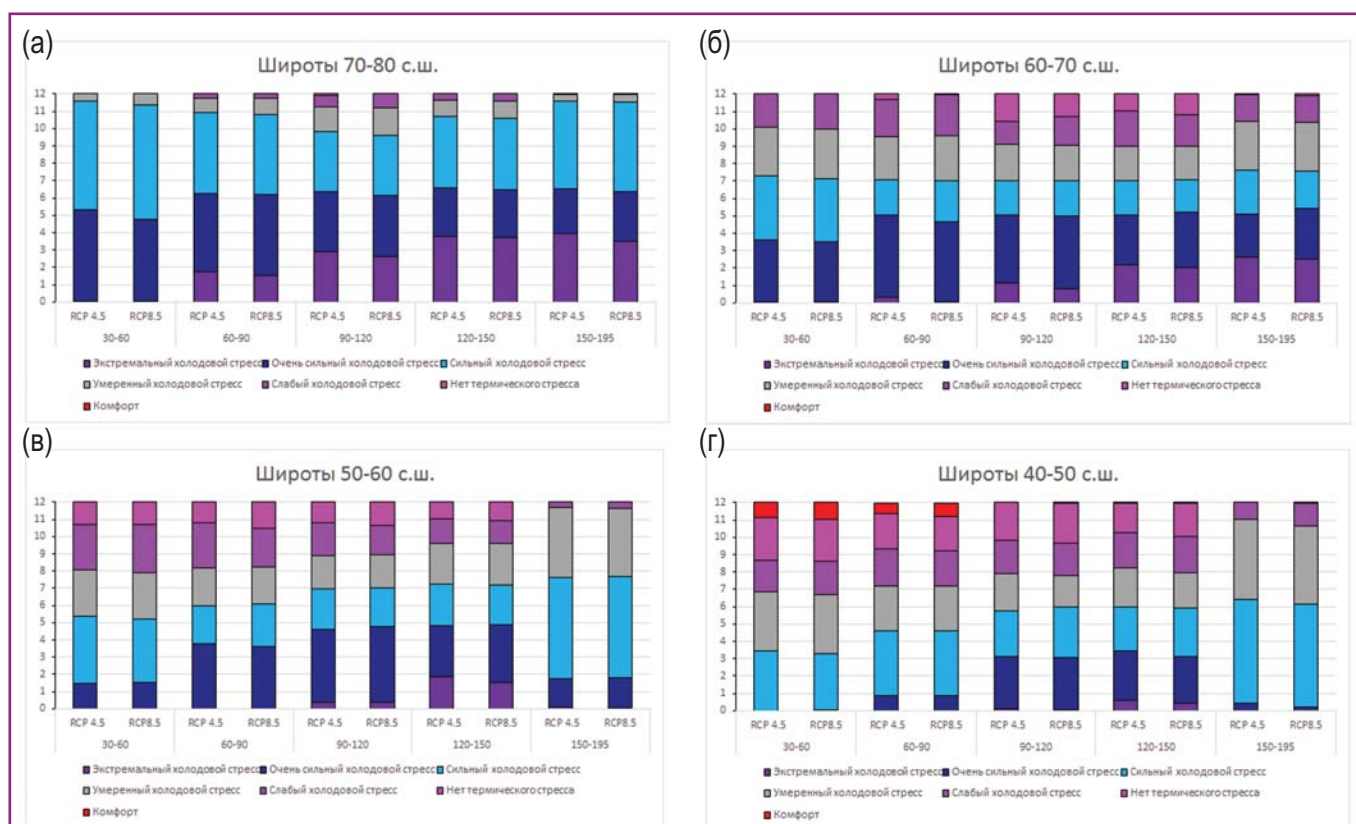 (а)
Широты 70-80 с.ш.
12
11
10
9
8
7
6
5
4
3
2
1
0
RCP 4.5 RCP8.5 RCP 4.5 RCP8.5 RCP 4.5 RCP8.5 RCP 4.5 RCP8.5 RCP 4.5 RCP8.5
30-60 60-90 90-120 120-150 150-195
Экстремальный холодовой стресс Очень сильный холодовой стресс Сильный холодовой стресс
Умеренный холодовой стресс Слабый холодовой стресс Нет термического стресса
Комфорт
(б)
Широты 60-70 с.ш.
12
11
10
9
8
7
6
5
4
3
2
1
0
RCP 4.5 RCP8.5 RCP 4.5 RCP8.5 RCP 4.5 RCP8.5 RCP 4.5 RCP8.5 RCP 4.5 RCP8.5
30-60 60-90 90-120 120-150 150-195
Экстремальный холодовой стресс Очень сильный холодовой стресс Сильный холодовой стресс
Умеренный холодовой стресс Слабый холодовой стресс Нет термического стресса
Комфорт
(в)
Широты 50-60 с.ш.
12
11
10
9
8
7
6
5
4
3
2
1
0
RCP 4.5 RCP8.5 RCP 4.5 RCP8.5 RCP 4.5 RCP8.5 RCP 4.5 RCP8.5 RCP 4.5 RCP8.5
30-60 60-90 90-120 120-150 150-195
Экстремальный холодовой стресс Очень сильный холодовой стресс Сильный холодовой стресс
Умеренный холодовой стресс Слабый холодовой стресс Нет термического стресса
Комфорт
(г)
Широты 40-50 с.ш.
12
11
10
9
8
7
6
5
4
3
2
1
0
RCP 4.5 RCP8.5 RCP 4.5 RCP8.5 RCP 4.5 RCP8.5 RCP 4.5 RCP8.5 RCP 4.5 RCP8.5
30-60 60-90 90-120 120-150 150-195
Экстремальный холодовой стресс Очень сильный холодовой стресс Сильный холодовой стресс
Умеренный холодовой стресс Слабый холодовой стресс Нет термического стресса
Комфорт